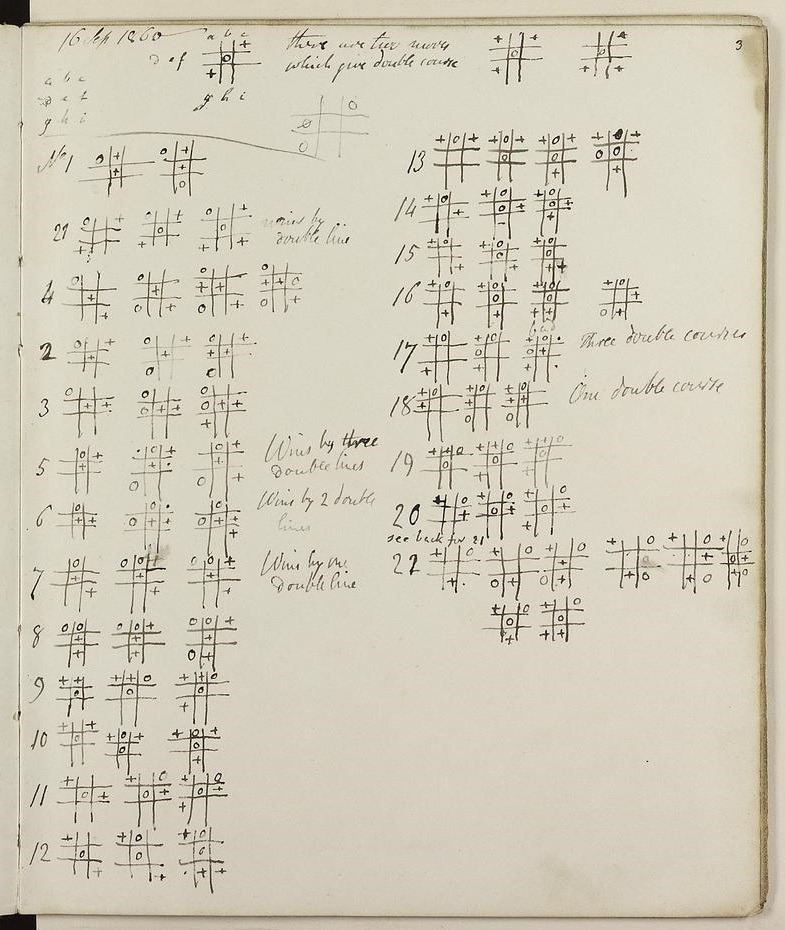 16 Sep 1860
a b c
d e f
g h i
there are two moves
which give double course
3
a b c
d e f
g h i
No 1
21
wins by
double line
4
2
3
5
Wins by three
double lines
6
Wins by 2 double
lines
7
Wins by one
double line
8
9
10
11
12
13
14
15
16
17
bad
three double courses
18
One double course
19
20
see back for 21
22